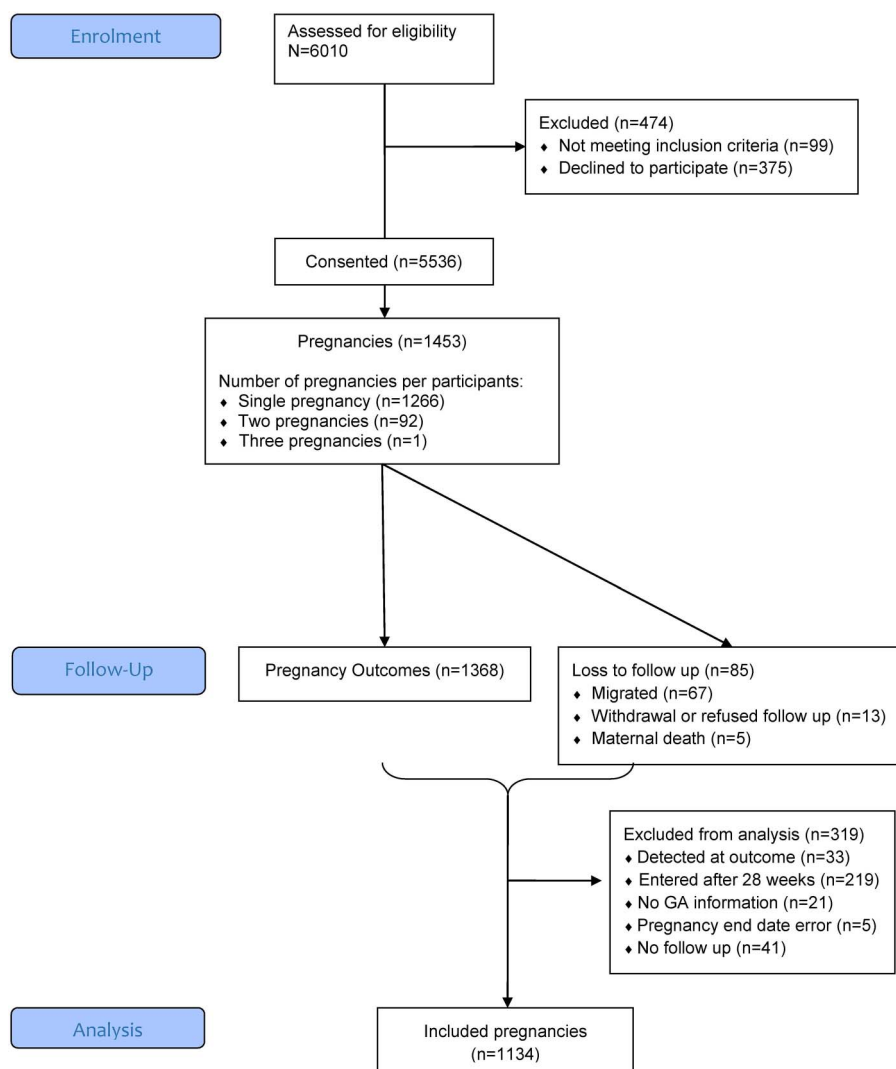 Enrolment
Assessed for eligibility
N=6010
Excluded (n=474)
♦ Not meeting inclusion criteria (n=99)
♦ Declined to participate (n=375)
Consented (n=5536)
Pregnancies (n=1453)
Number of pregnancies per participants:
♦ Single pregnancy (n=1266)
♦ Two pregnancies (n=92)
♦ Three pregnancies (n=1)
Follow-Up
Pregnancy Outcomes (n=1368)
Loss to follow up (n=85)
♦ Migrated (n=67)
♦ Withdrawal or refused follow up (n=13)
♦ Maternal death (n=5)
Excluded from analysis (n=319)
♦ Detected at outcome (n=33)
♦ Entered after 28 weeks (n=219)
♦ No GA information (n=21)
♦ Pregnancy end date error (n=5)
♦ No follow up (n=41)
Analysis
Included pregnancies
(n=1134)